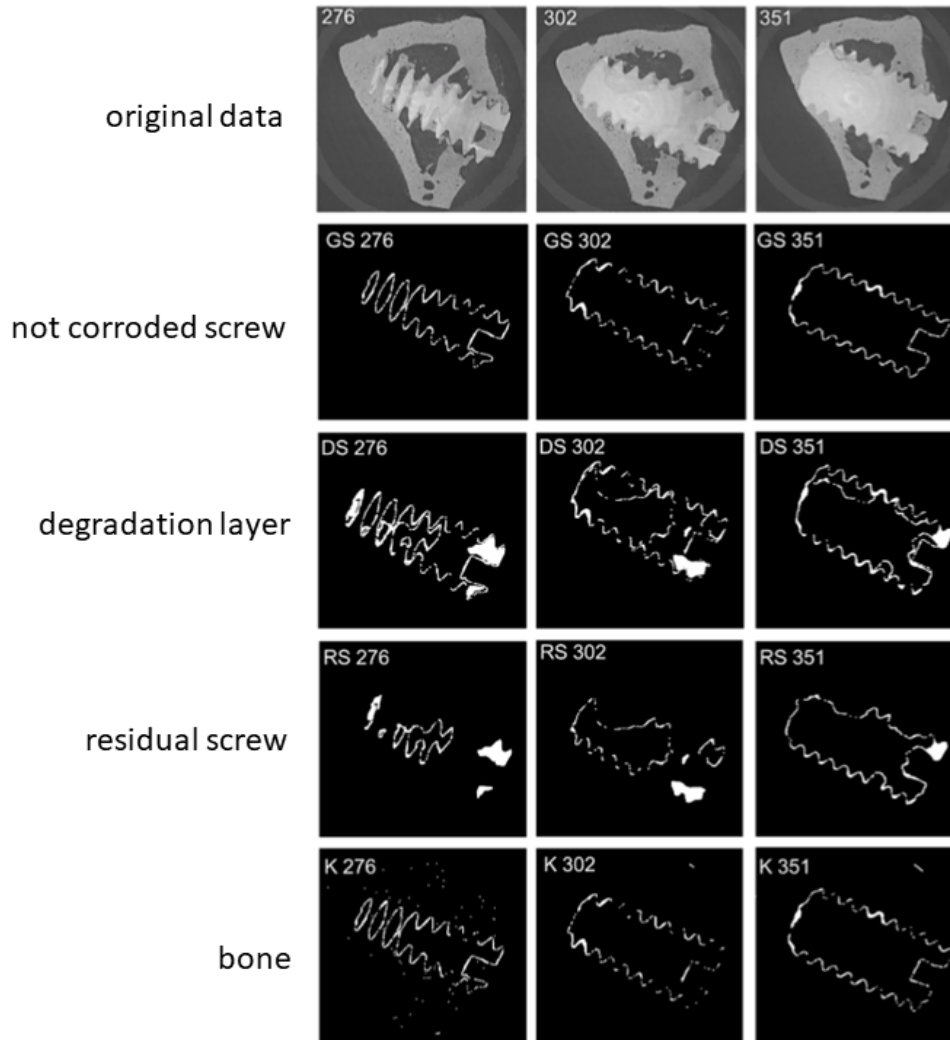 276 302 351
original data
GS 276 GS 302 GS 351
not corroded screw
DS 276 DS 302 DS 351
degradation layer
RS 276 RS 302 RS 351
residual screw
K 276 K 302 K 351
bone